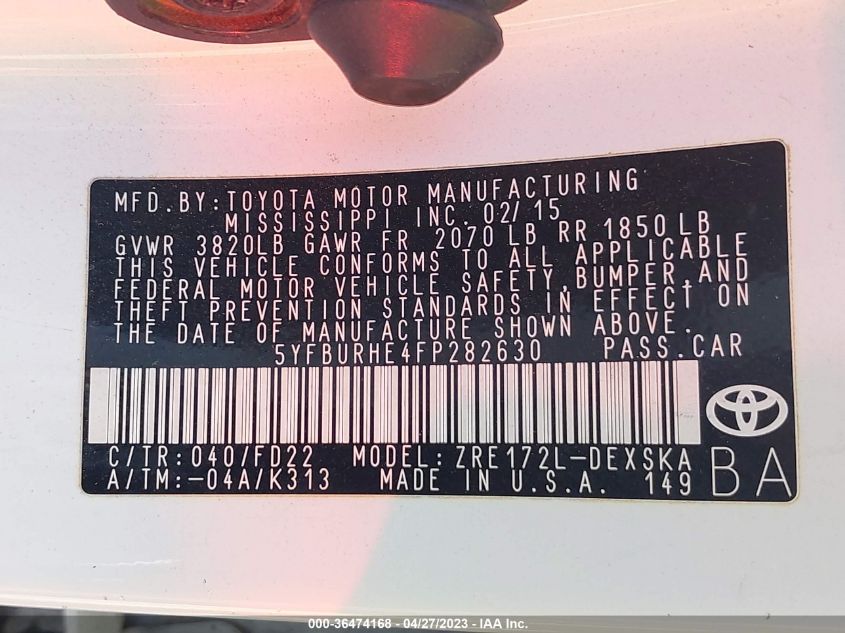 MFD.BY:TOYOTA MOTOR MANUFACTURING
MISSISSIPPI INC. 02/15
GVWR 3820LB GAWR FR 2070 LB RR 1850 LB
THIS VEHICLE CONFORMS TO ALL APPLICABLE
FEDERAL MOTOR VEHICLE SAFETY,BUMPER,AND
THEFT PREVENTION STANDARDS IN EFFECT ON
THE DATE OF MANUFACTURE SHOWN ABOVE.
5YFBURHE4FP282630 PASS.CAR
C/TR:040/FD22 MODEL:ZRE172L-DEXSKA
A/TM:-04A/K313 MADE IN U.S.A. 149
BA
000-36474168 - 04/27/2023 - IAA Inc.